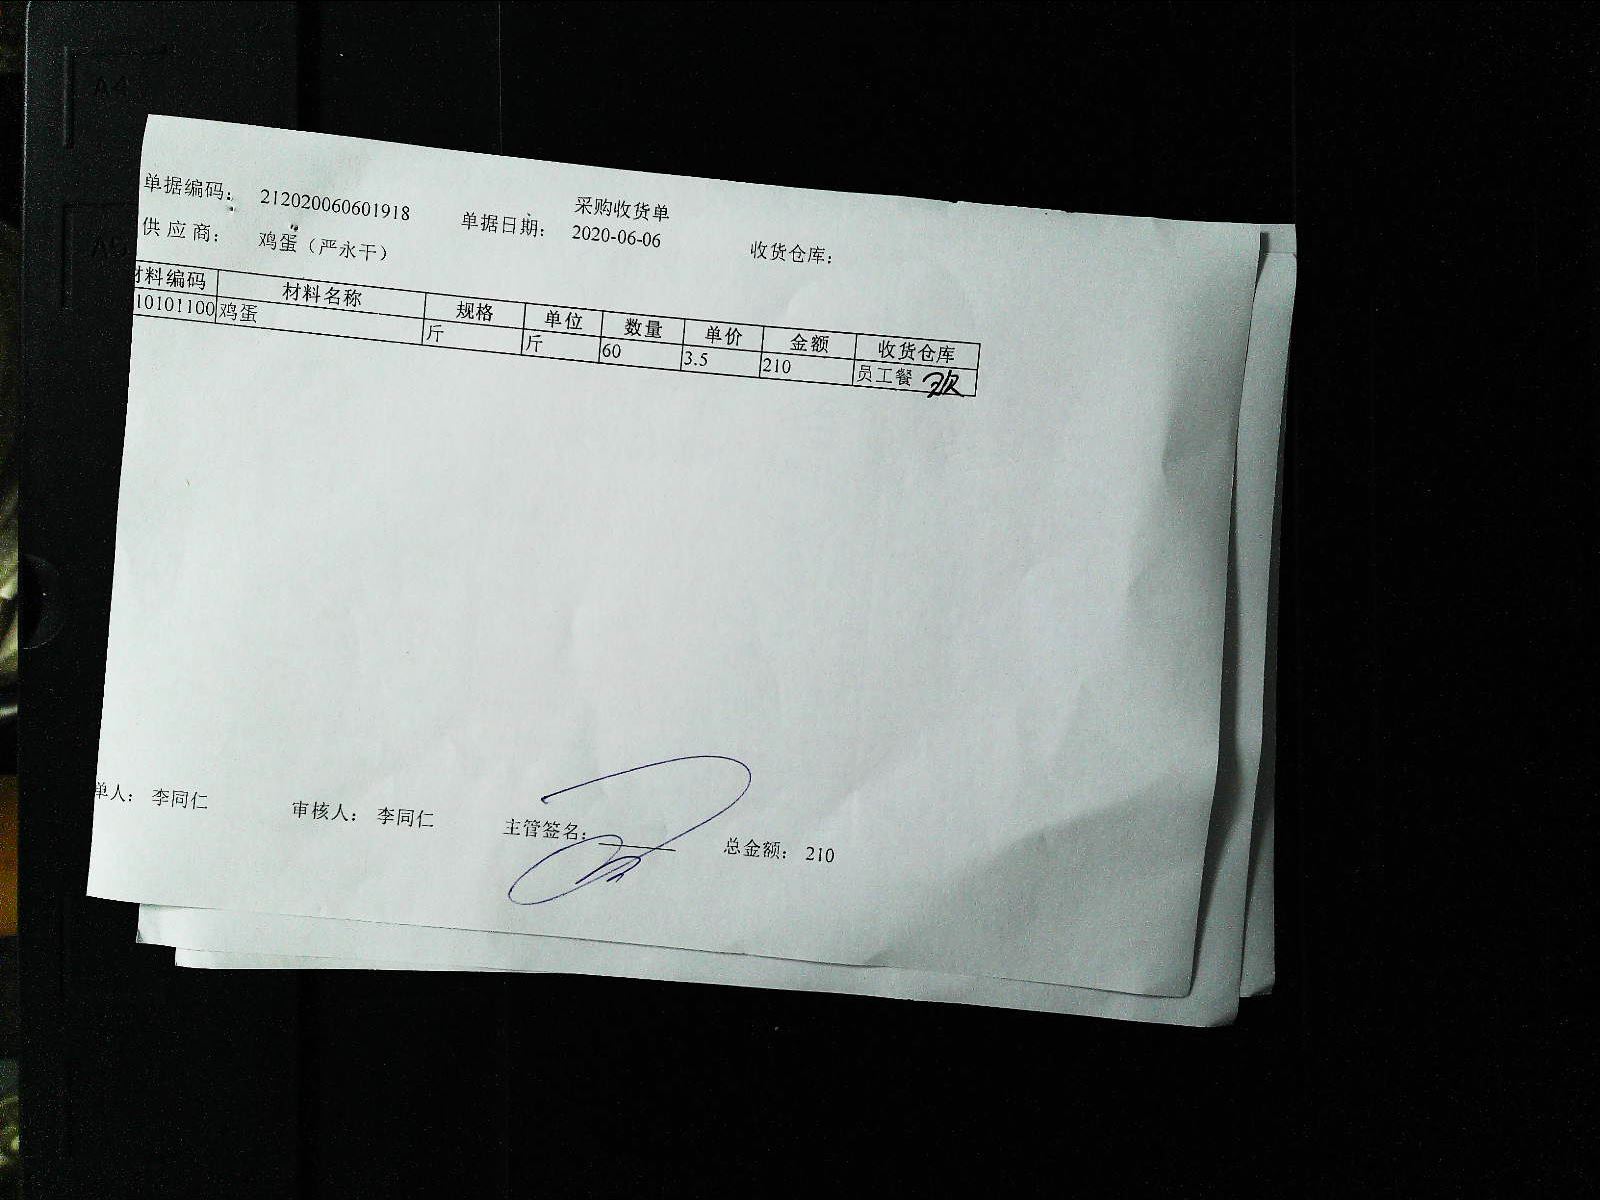 采购收货单
单据编码： 212020060601918 单据日期： 2020-06-06 收货仓库：
供应商： 鸡蛋（严永干）
材料编码 材料名称 规格 单位 数量 单价 金额 收货仓库
10101100 鸡蛋 斤 斤 60 3.5 210 员工餐
单人： 李同仁 审核人： 李同仁 主管签名： 总金额： 210
A4